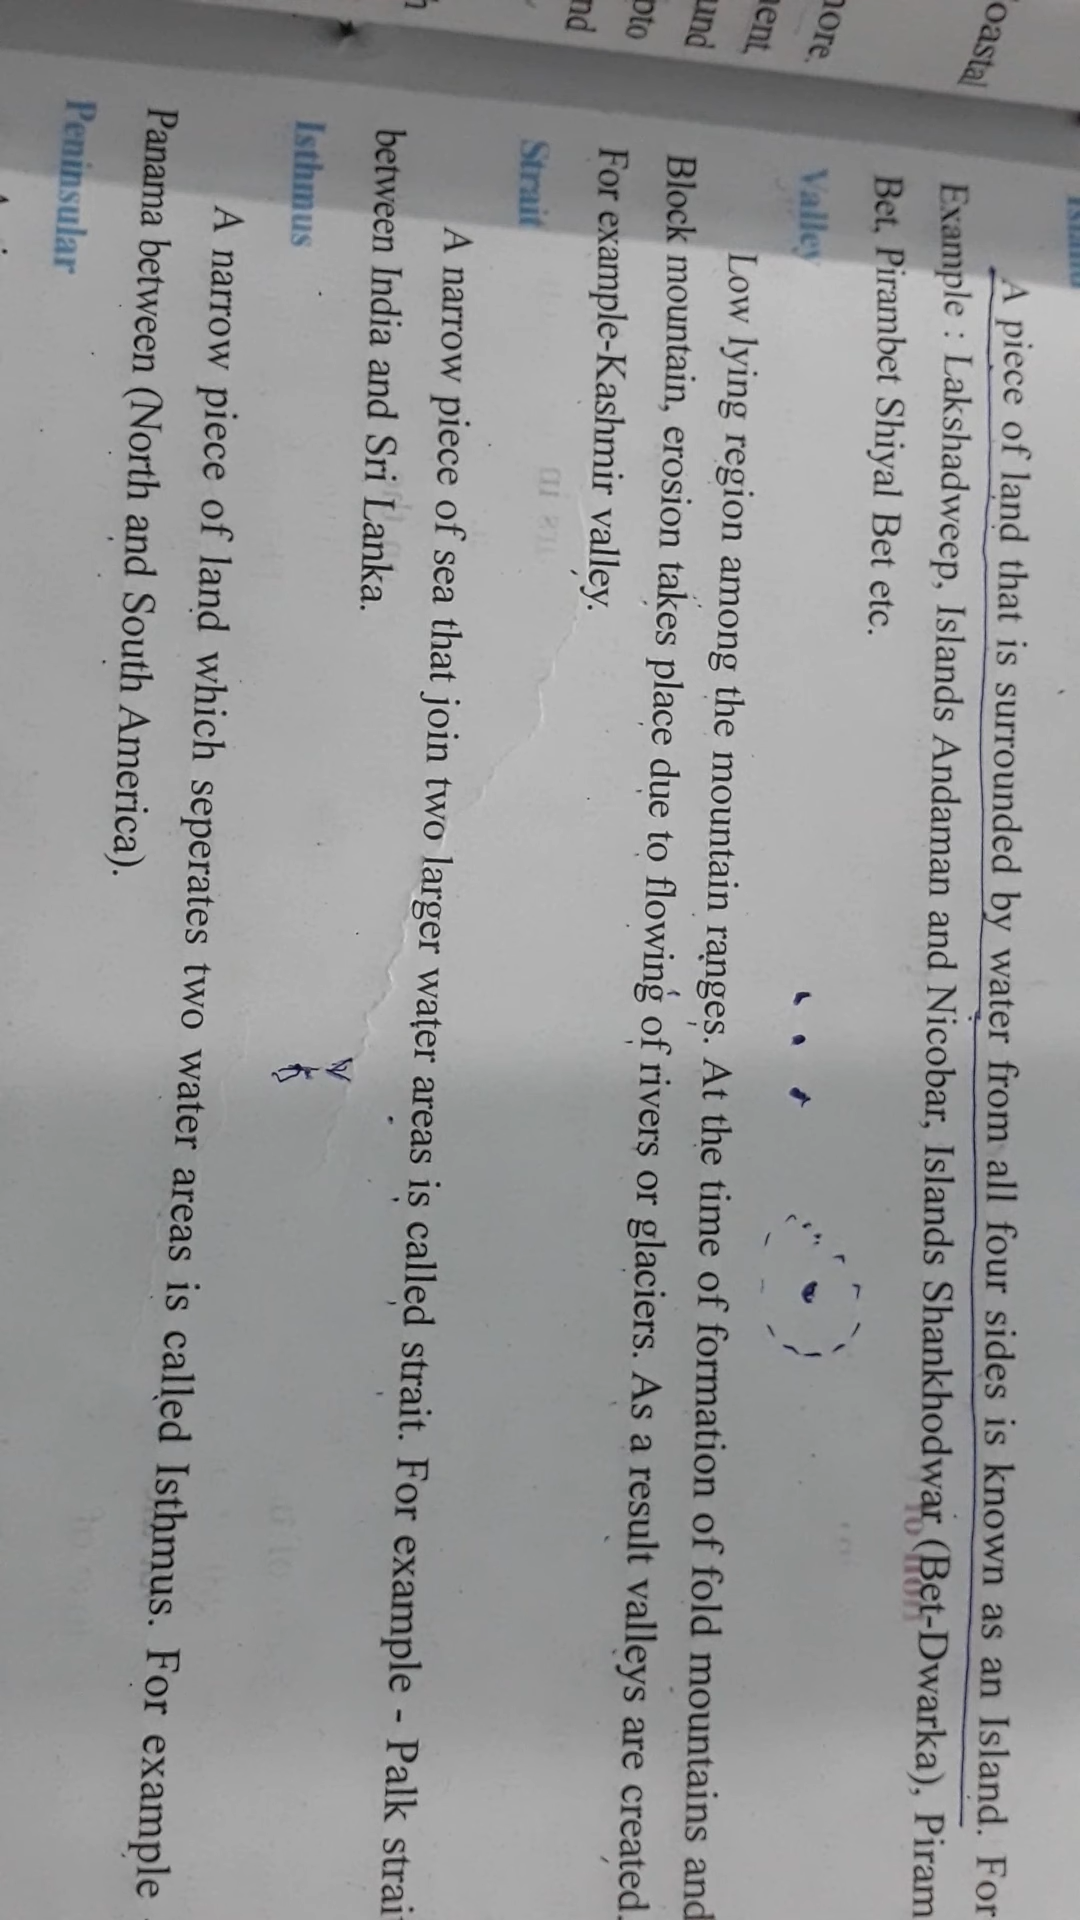 A piece of land that is surrounded by water from all four sides is known as an Island. For
Example : Lakshadweep, Islands Andaman and Nicobar, Islands Shankhodwar (Bet-Dwarka), Piram
Bet, Pirambet Shiyal Bet etc.
Valley
Low lying region among the mountain ranges. At the time of formation of fold mountains and
Block mountain, erosion takes place due to flowing of rivers or glaciers. As a result valleys are created.
For example-Kashmir valley.
Strait
A narrow piece of sea that join two larger water areas is called strait. For example - Palk strait
between India and Sri Lanka.
Isthmus
A narrow piece of land which seperates two water areas is called Isthmus. For example
Panama between (North and South America).
Peninsular